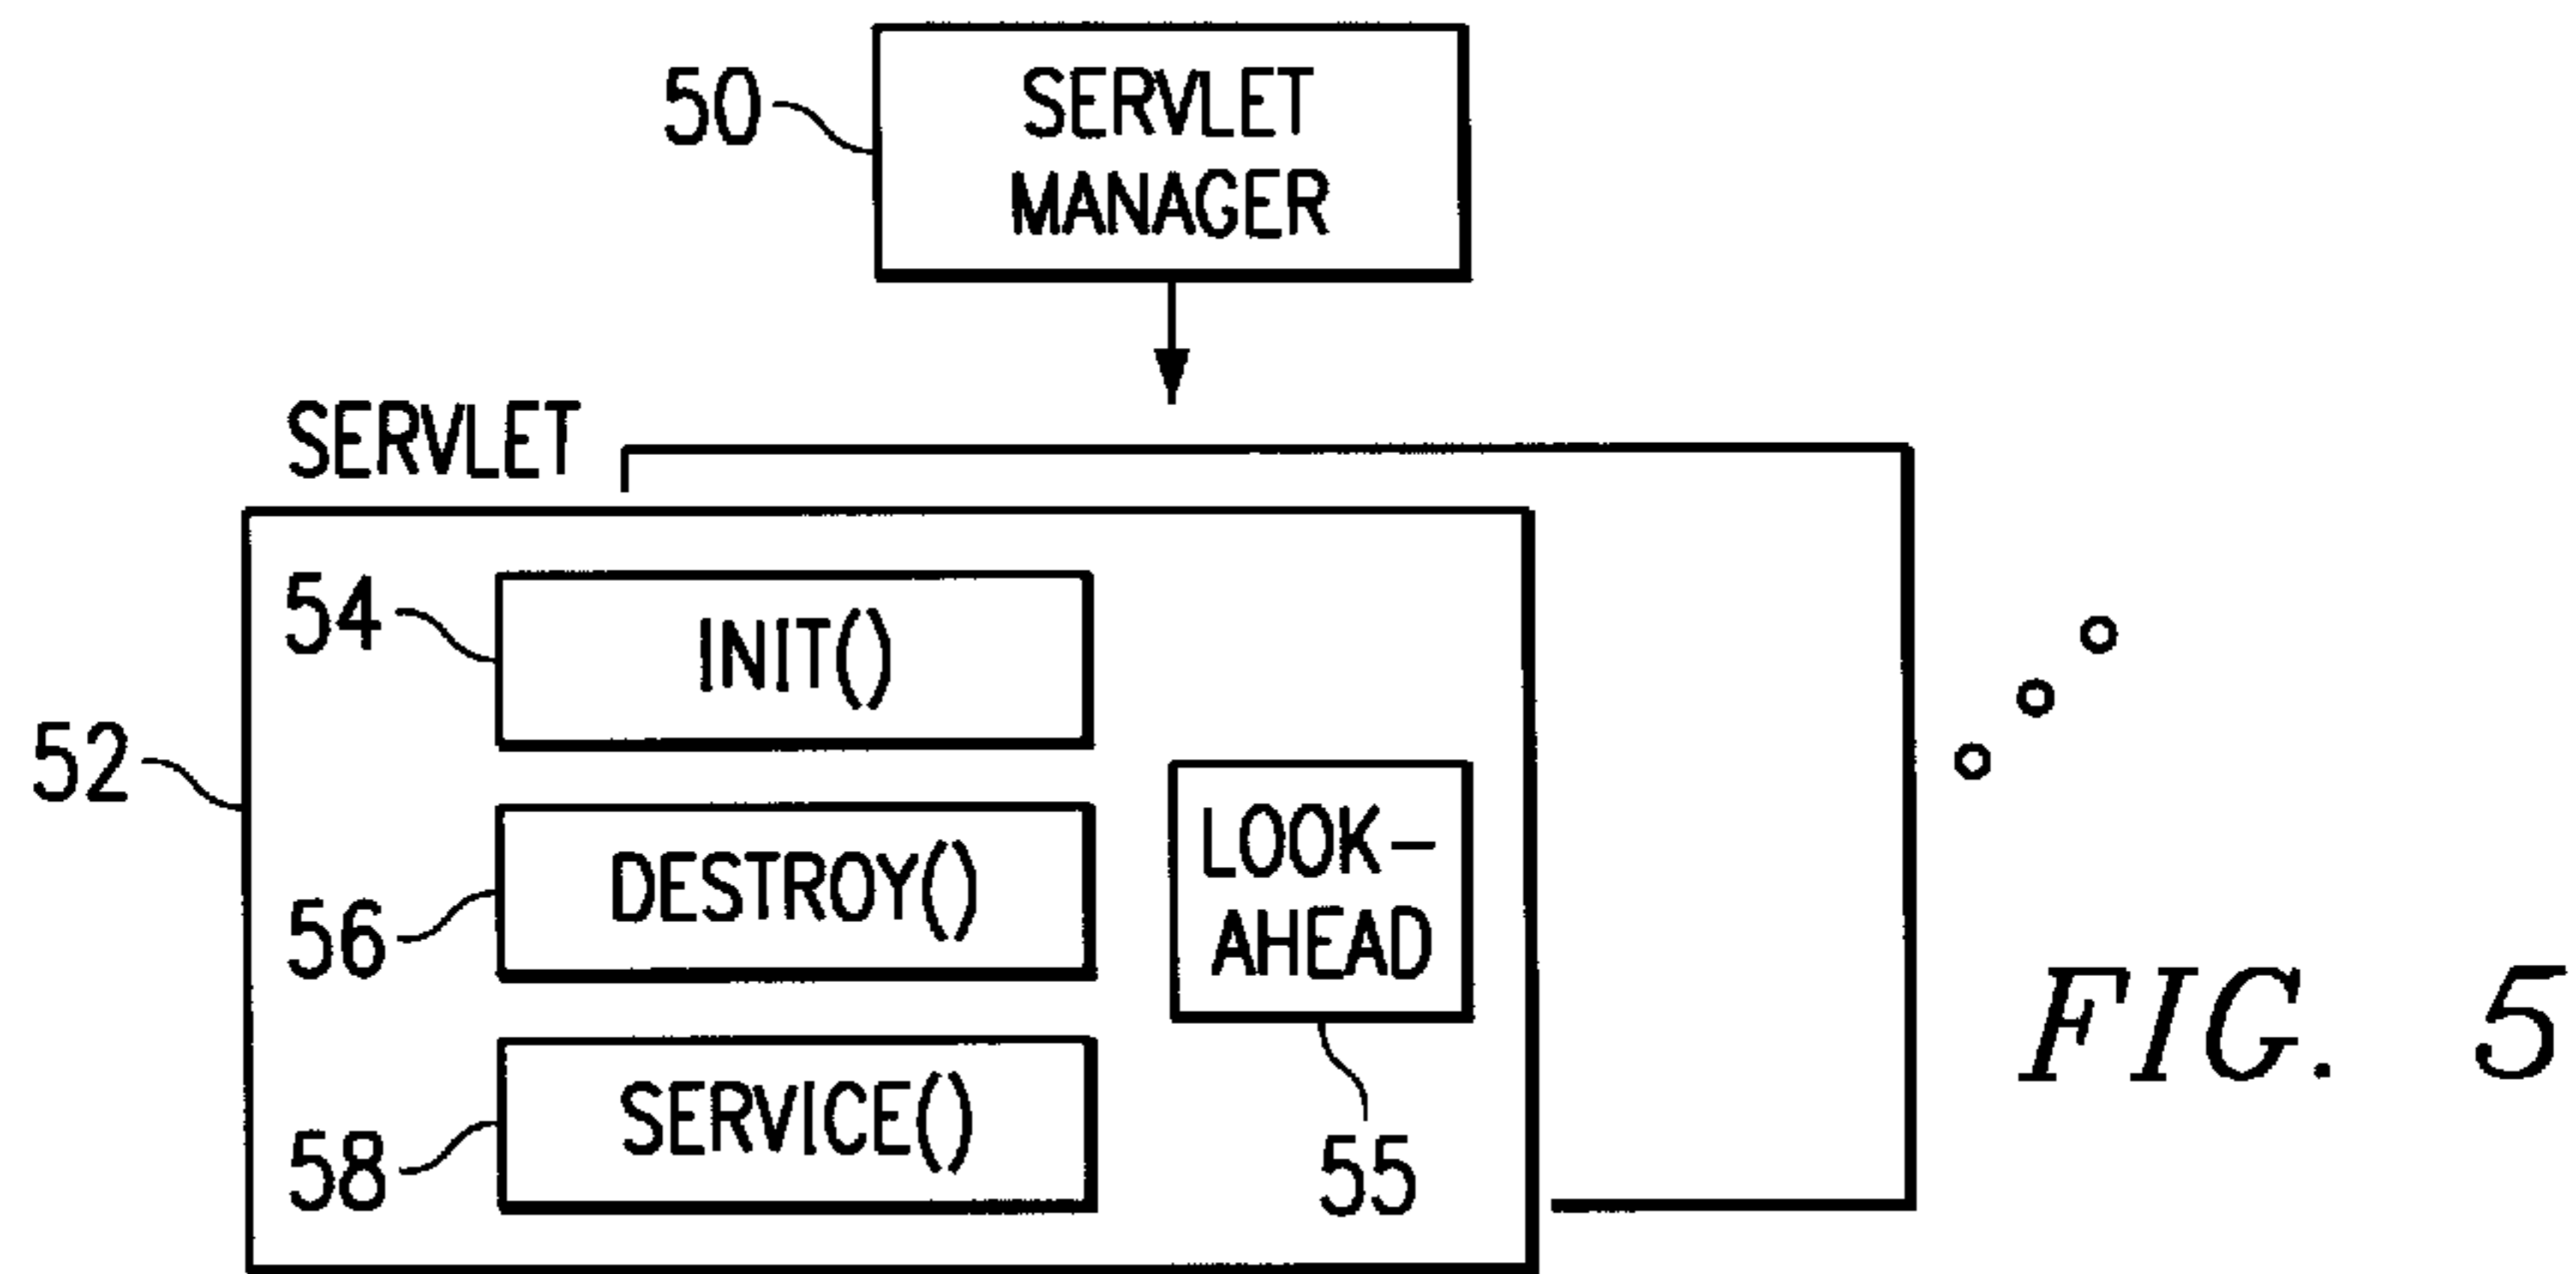 50
SERVLET
MANAGER
SERVLET
54
INIT()
52
56
DESTROY()
LOOK-
AHEAD
58
SERVICE()
55
FIG. 5